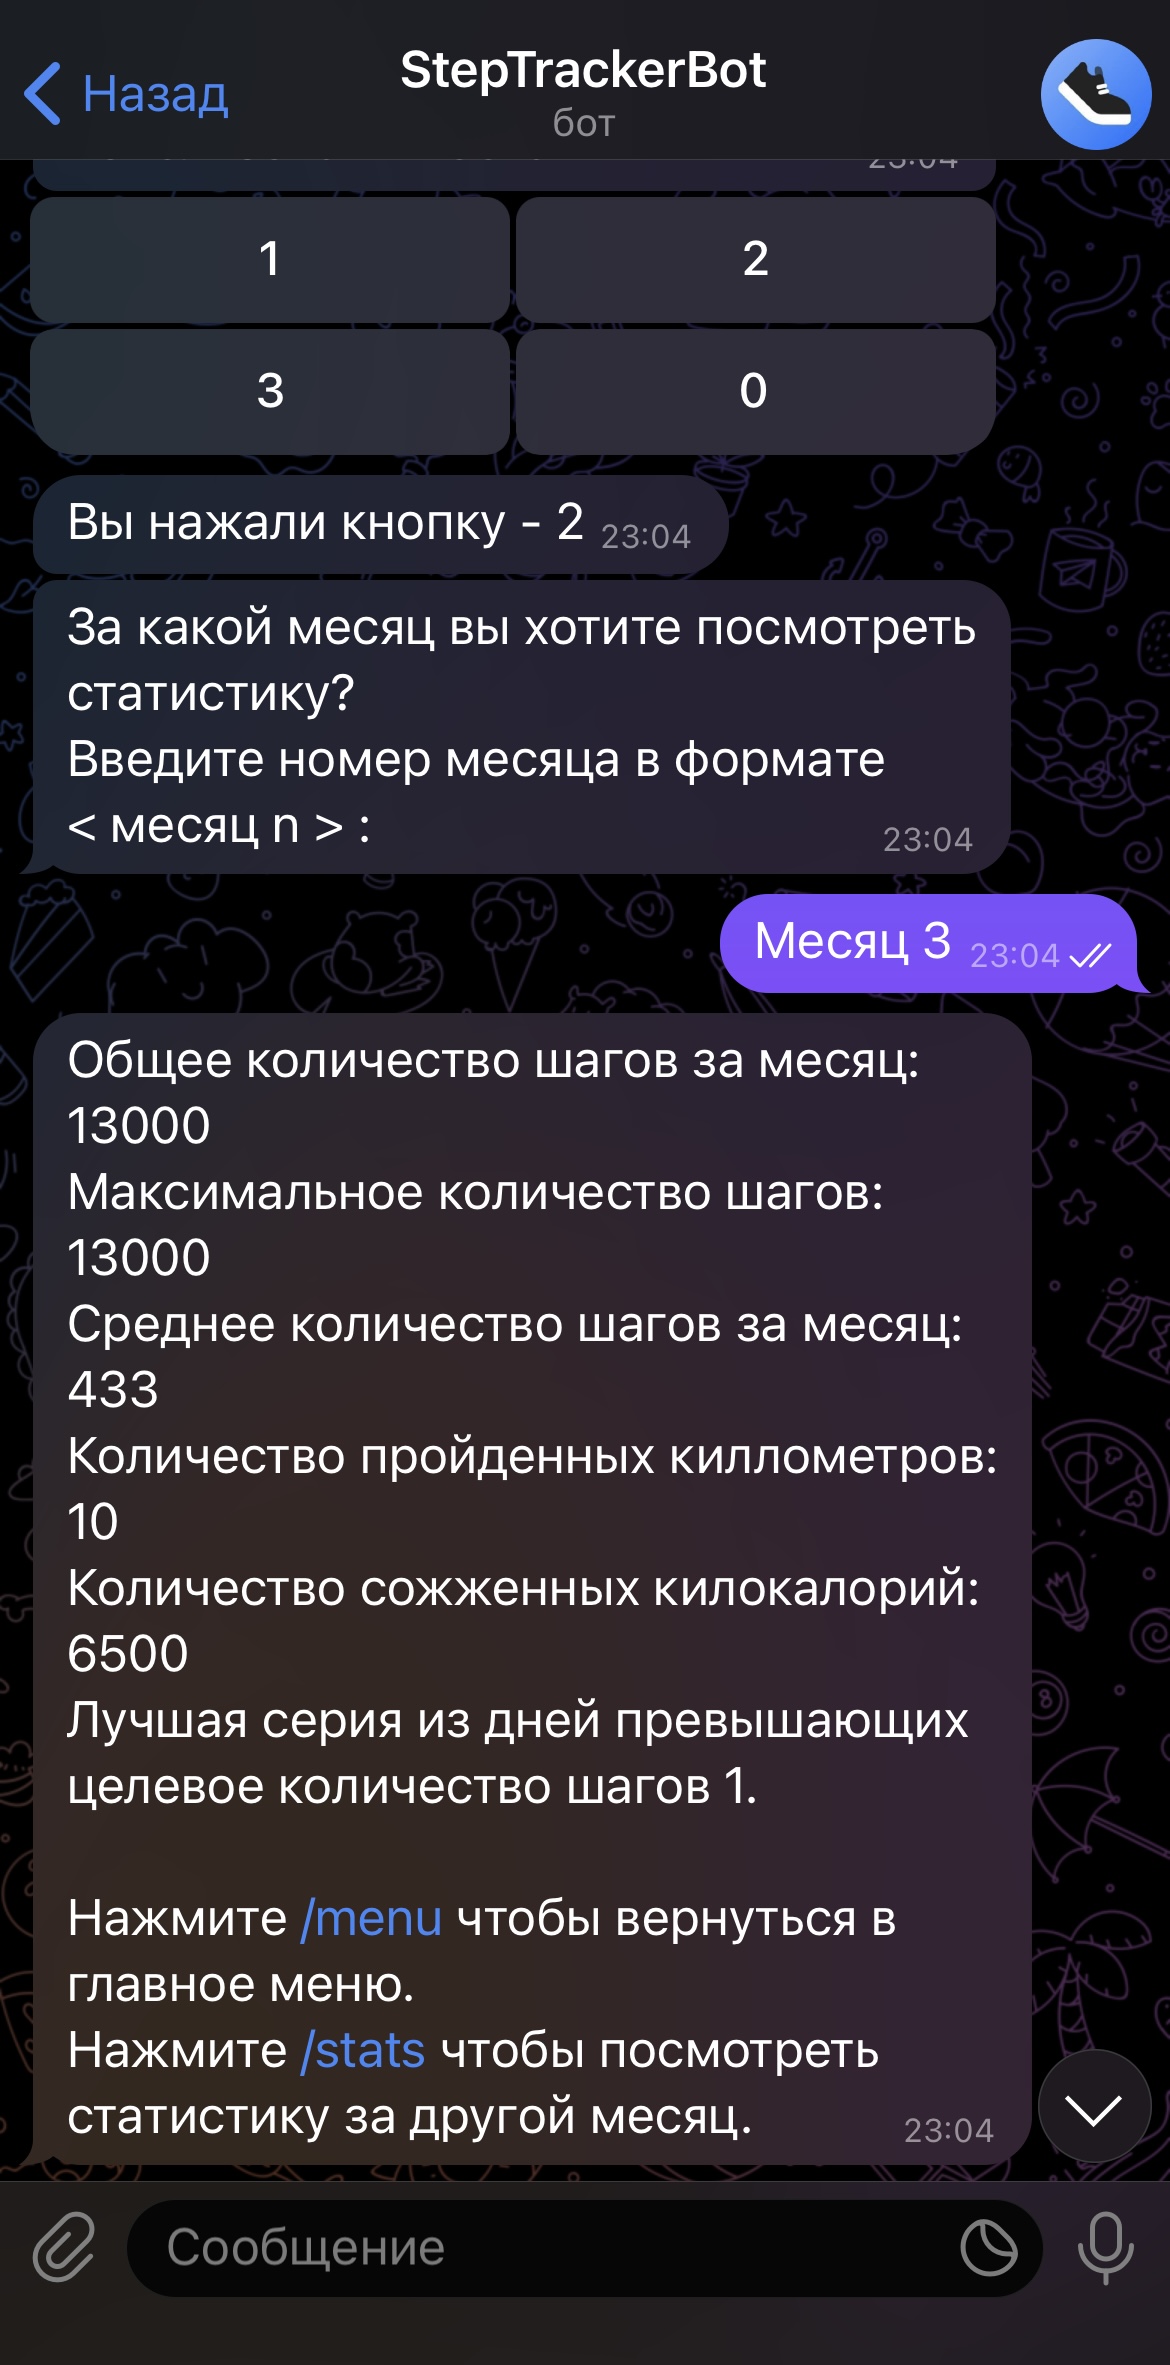 Назад
StepTrackerBot
бот
23:04
1
2
3
0
Вы нажали кнопку - 2 23:04
За какой месяц вы хотите посмотреть
статистику?
Введите номер месяца в формате
< месяц n > :
23:04
Месяц 3 23:04
Общее количество шагов за месяц:
13000
Максимальное количество шагов:
13000
Среднее количество шагов за месяц:
433
Количество пройденных киллометров:
10
Количество сожженных килокалорий:
6500
Лучшая серия из дней превышающих
целевое количество шагов 1.
Нажмите /menu чтобы вернуться в
главное меню.
Нажмите /stats чтобы посмотреть
статистику за другой месяц.
23:04
Сообщение